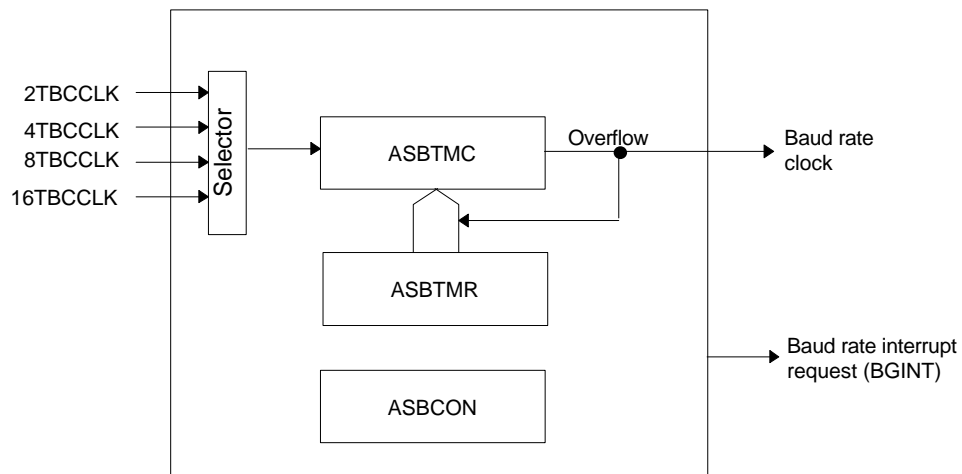 2TBCCLK
4TBCCLK
8TBCCLK
16TBCCLK
Selector
ASBTMC
Overflow
Baud rate
clock
ASBTMR
Baud rate interrupt
request (BGINT)
ASBCON